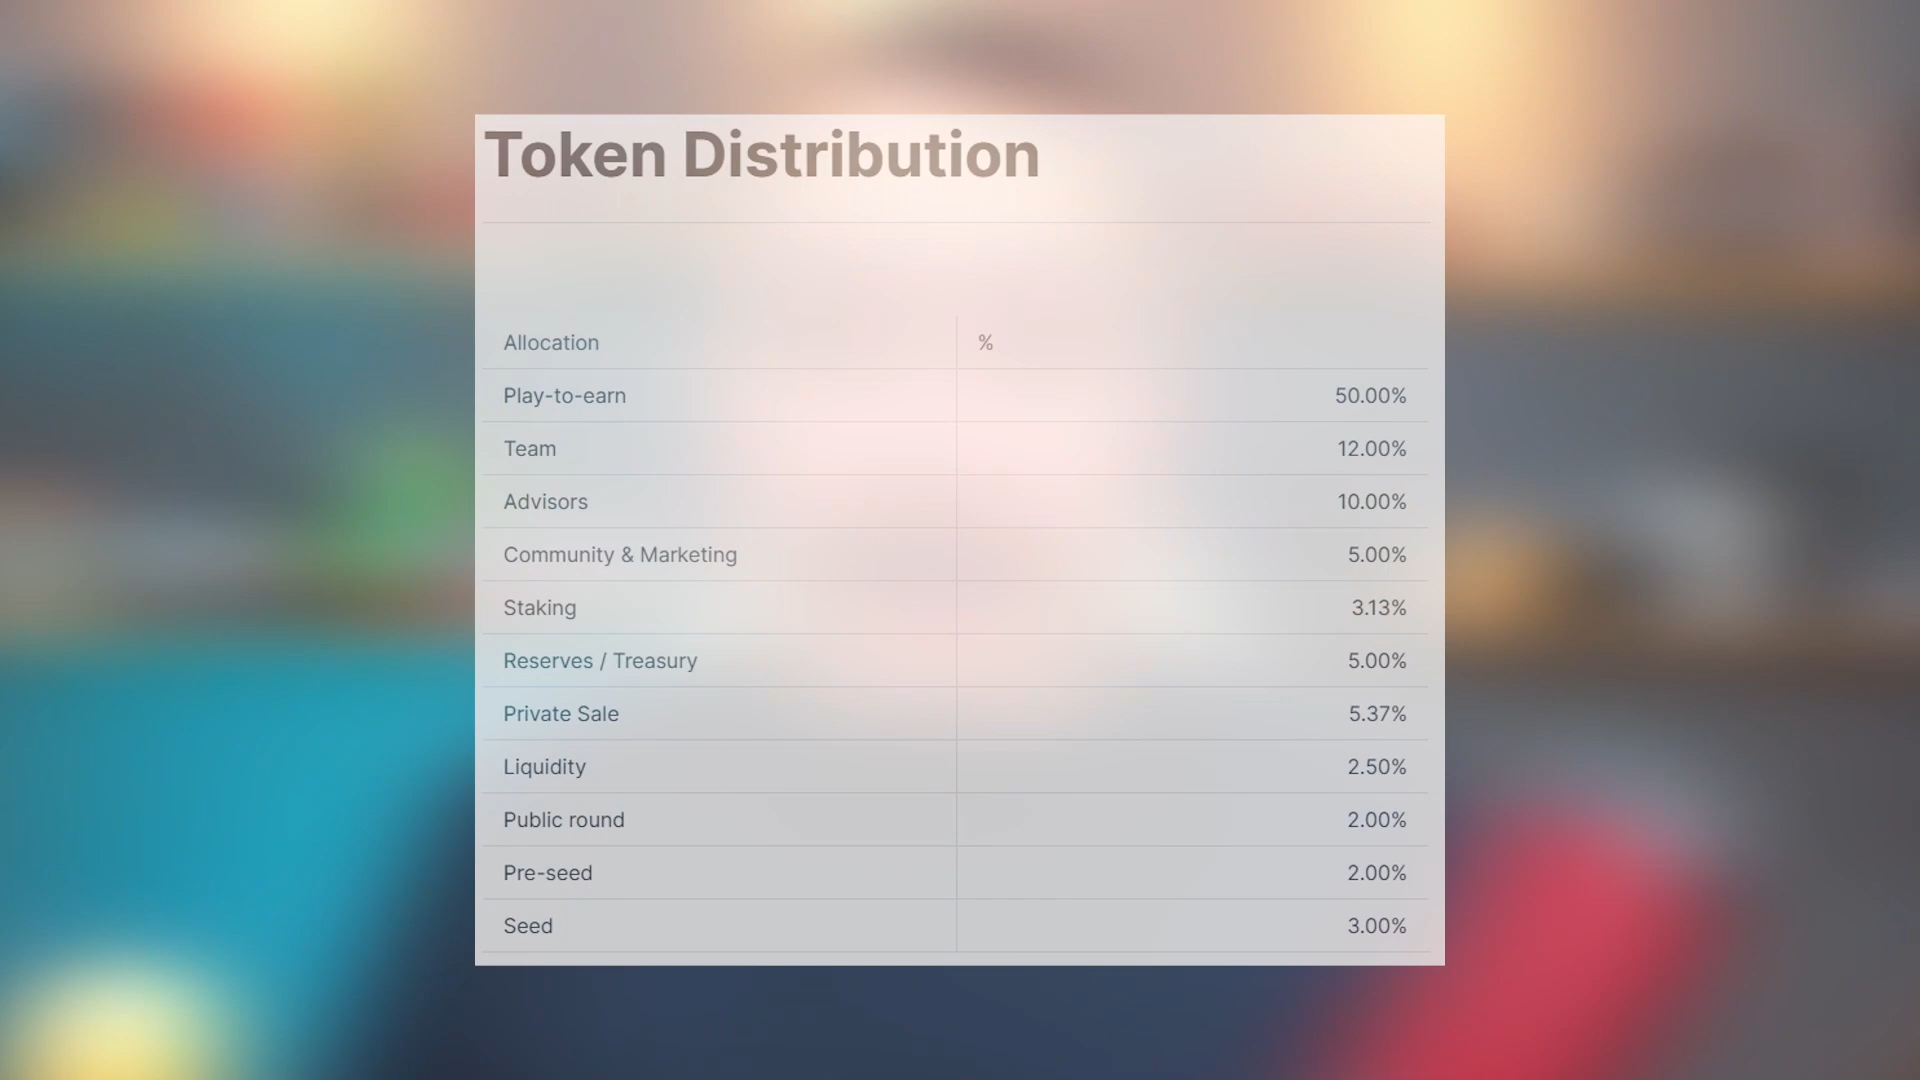 Token Distribution
Allocation %
Play-to-earn 50.00%
Team 12.00%
Advisors 10.00%
Community & Marketing 5.00%
Staking 3.13%
Reserves / Treasury 5.00%
Private Sale 5.37%
Liquidity 2.50%
Public round 2.00%
Pre-seed 2.00%
Seed 3.00%